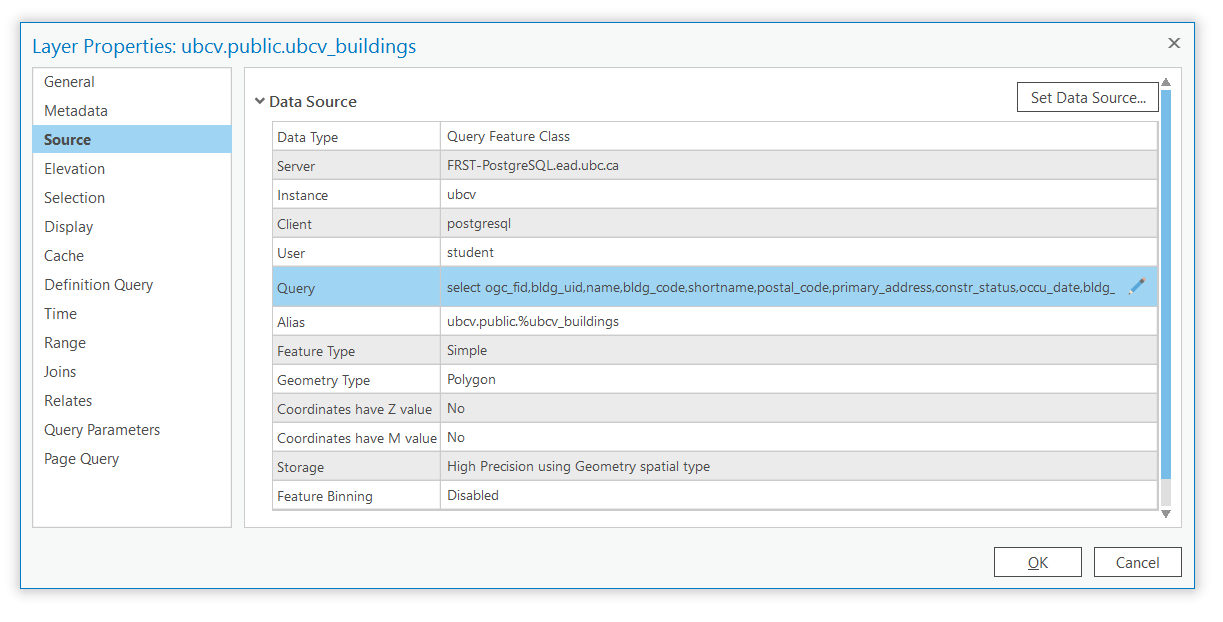 Layer Properties: ubcv.public.ubcv_buildings
General
Metadata
Source
Elevation
Selection
Display
Cache
Definition Query
Time
Range
Joins
Relates
Query Parameters
Page Query
Data Source
Set Data Source...
Data Type Query Feature Class
Server FRST-PostgreSQL.ead.ubc.ca
Instance ubcv
Client postgresql
User student
Query select ogc_fid,bldg_uid,name,bldg_code,shortname,postal_code,primary_address,constr_status,occu_date,bldg_
Alias ubcv.public.%ubcv_buildings
Feature Type Simple
Geometry Type Polygon
Coordinates have Z value No
Coordinates have M value No
Storage High Precision using Geometry spatial type
Feature Binning Disabled
OK Cancel